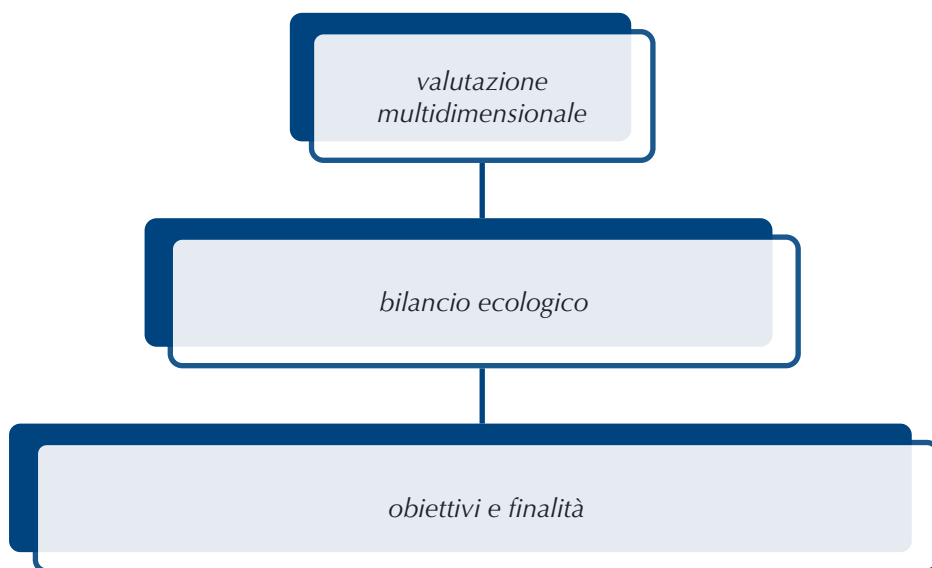 valutazione
multidimensionale
bilancio ecologico
obiettivi e finalità